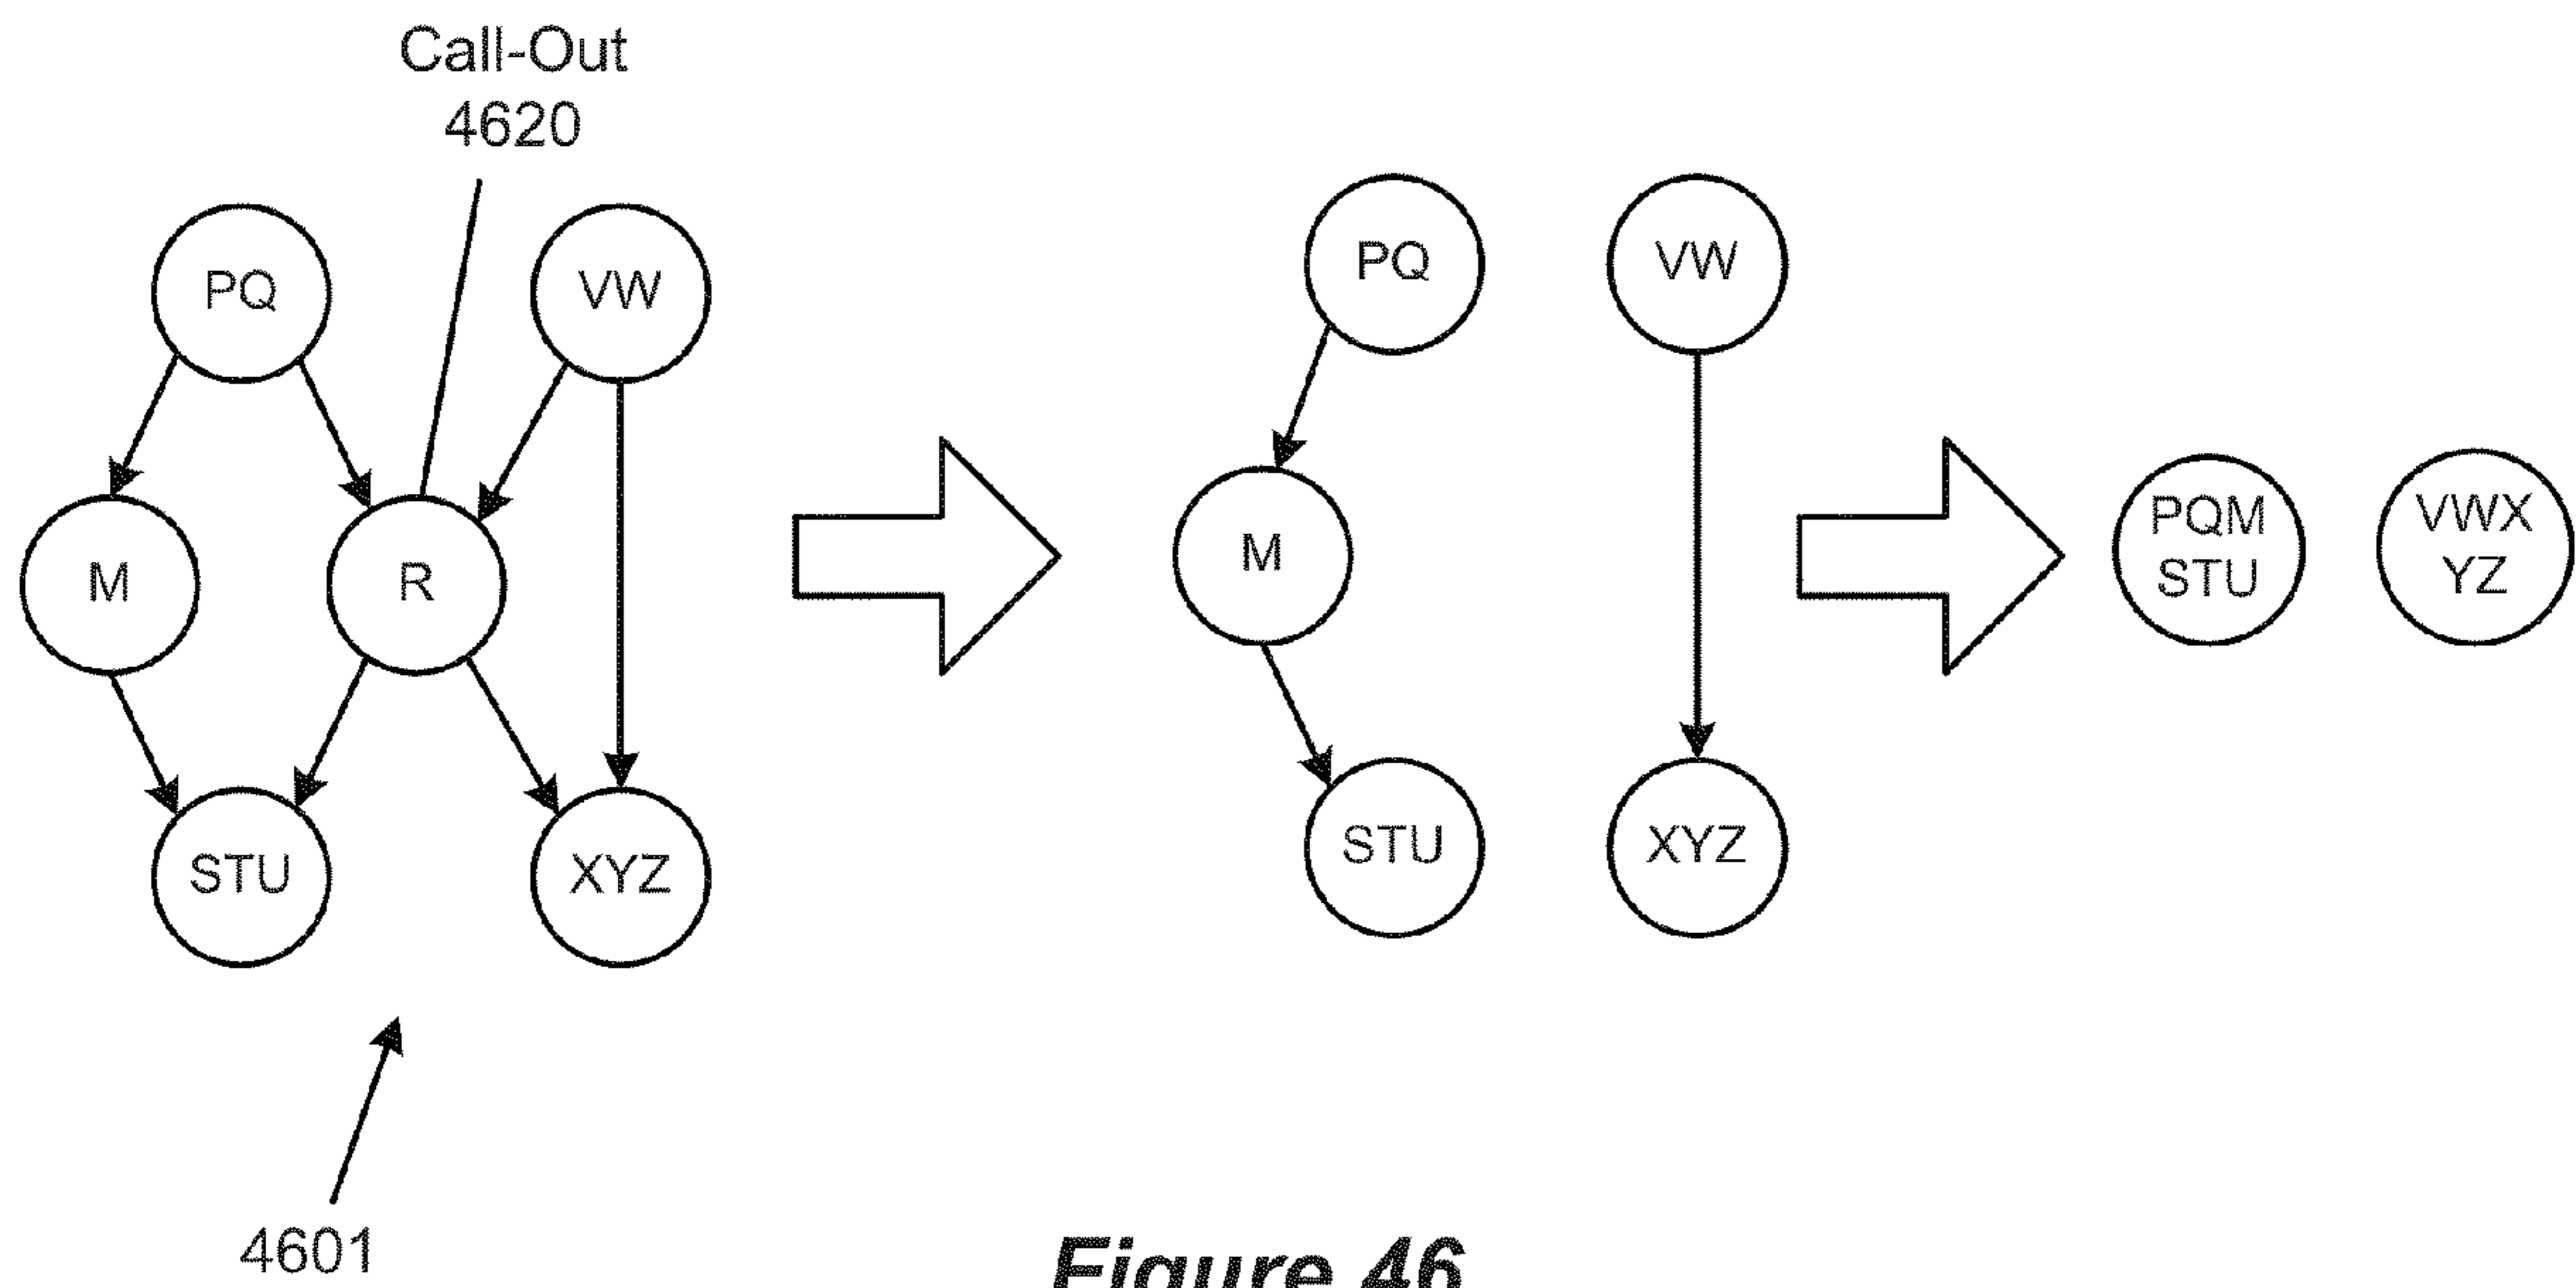 Call-Out
4620
PQ
VW
M
R
STU
XYZ
4601
PQ
VW
M
STU
XYZ
PQM
STU
VWX
YZ
Figure 46